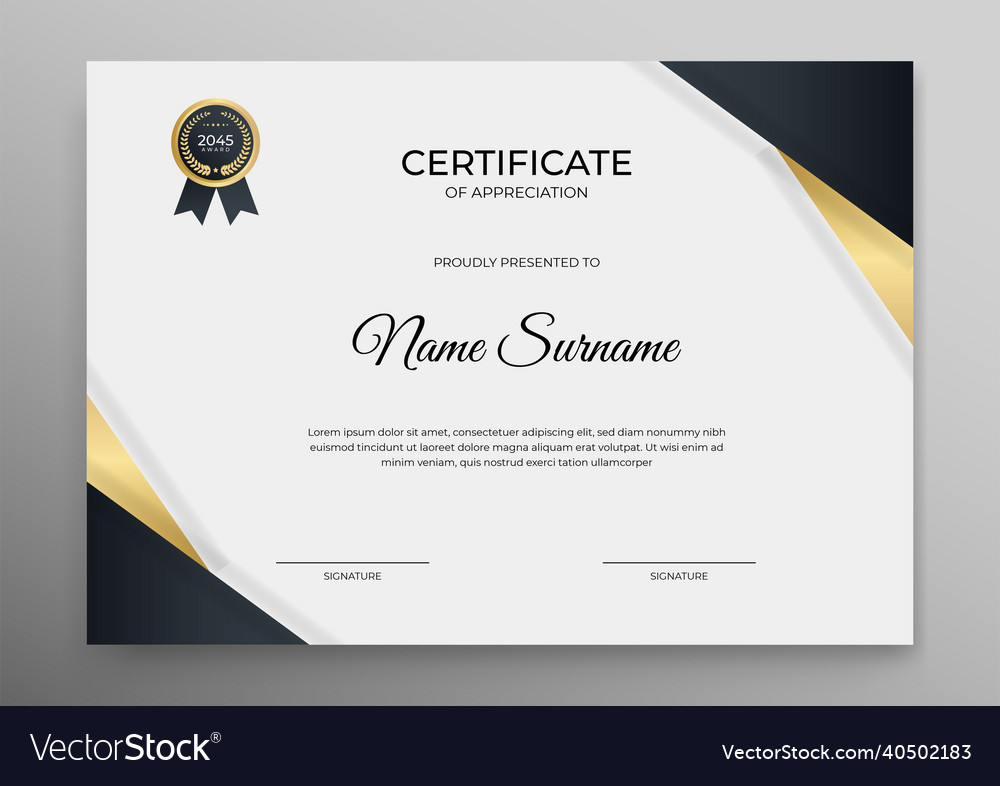 2045
AWARD
CERTIFICATE
OF APPRECIATION
PROUDLY PRESENTED TO
Name Surname
Lorem ipsum dolor sit amet, consectetuer adipiscing elit, sed diam nonummy nibh
euismod tincidunt ut laoreet dolore magna aliquam erat volutpat. Ut wisi enim ad
minim veniam, quis nostrud exerci tation ullamcorper
SIGNATURE
SIGNATURE
VectorStock®
VectorStock.com/40502183